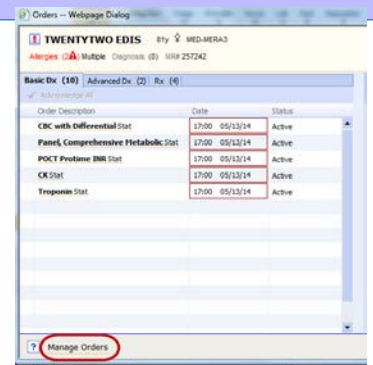 Orders -- Webpage Dialog
TWENTYTWO EDIS 81y MED-MERA3
Allergies: (2) Multiple Diagnosis: (0) MR# 257242
Basic Dx (10) Advanced Dx (2) Rx (4)
Acknowledge All
Order Description Date Status
CBC with Differential Stat 17:00 05/13/14 Active
Panel, Comprehensive Metabolic Stat 17:00 05/13/14 Active
POCT Protime INR Stat 17:00 05/13/14 Active
CK Stat 17:00 05/13/14 Active
Troponin Stat 17:00 05/13/14 Active
? Manage Orders